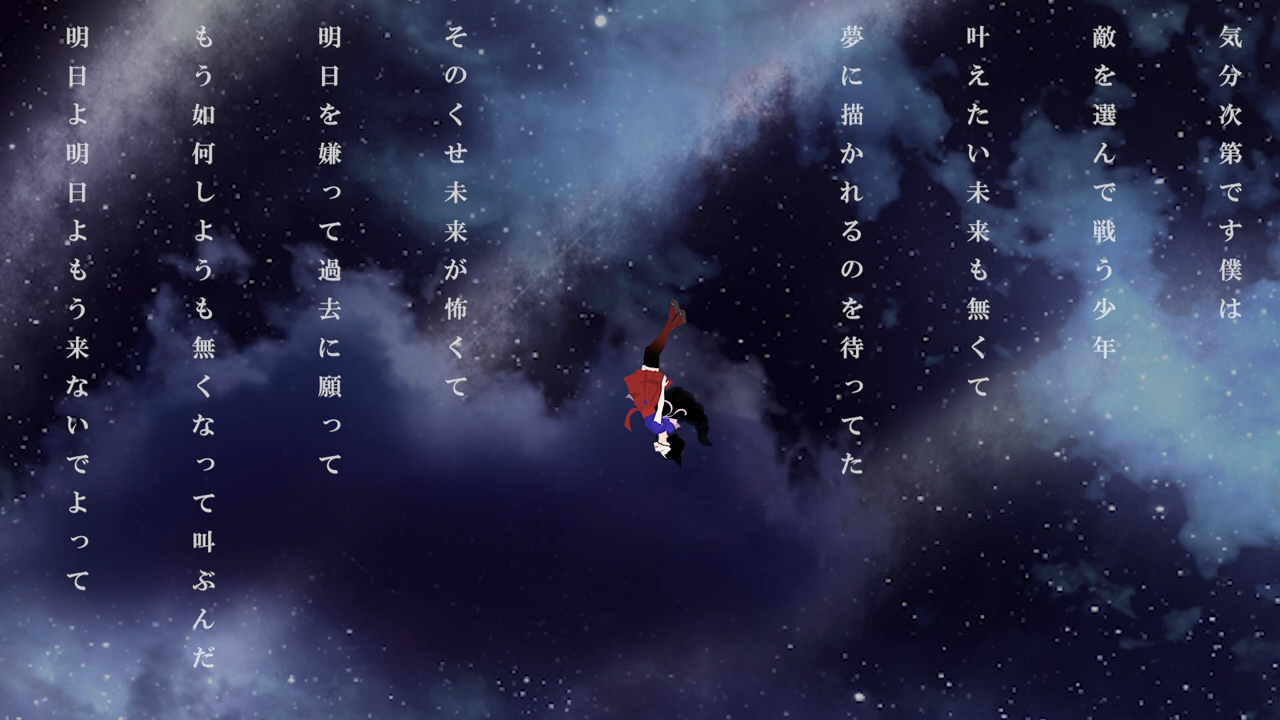 気分次第です僕は
敵を選んで戦う少年
叶えたい未来も無くて
夢に描かれるのを待ってた
そのくせ未来が怖くて
明日を嫌って過去に願って
もう如何しようも無くなって叫ぶんだ
明日よ明日よもう来ないでよって